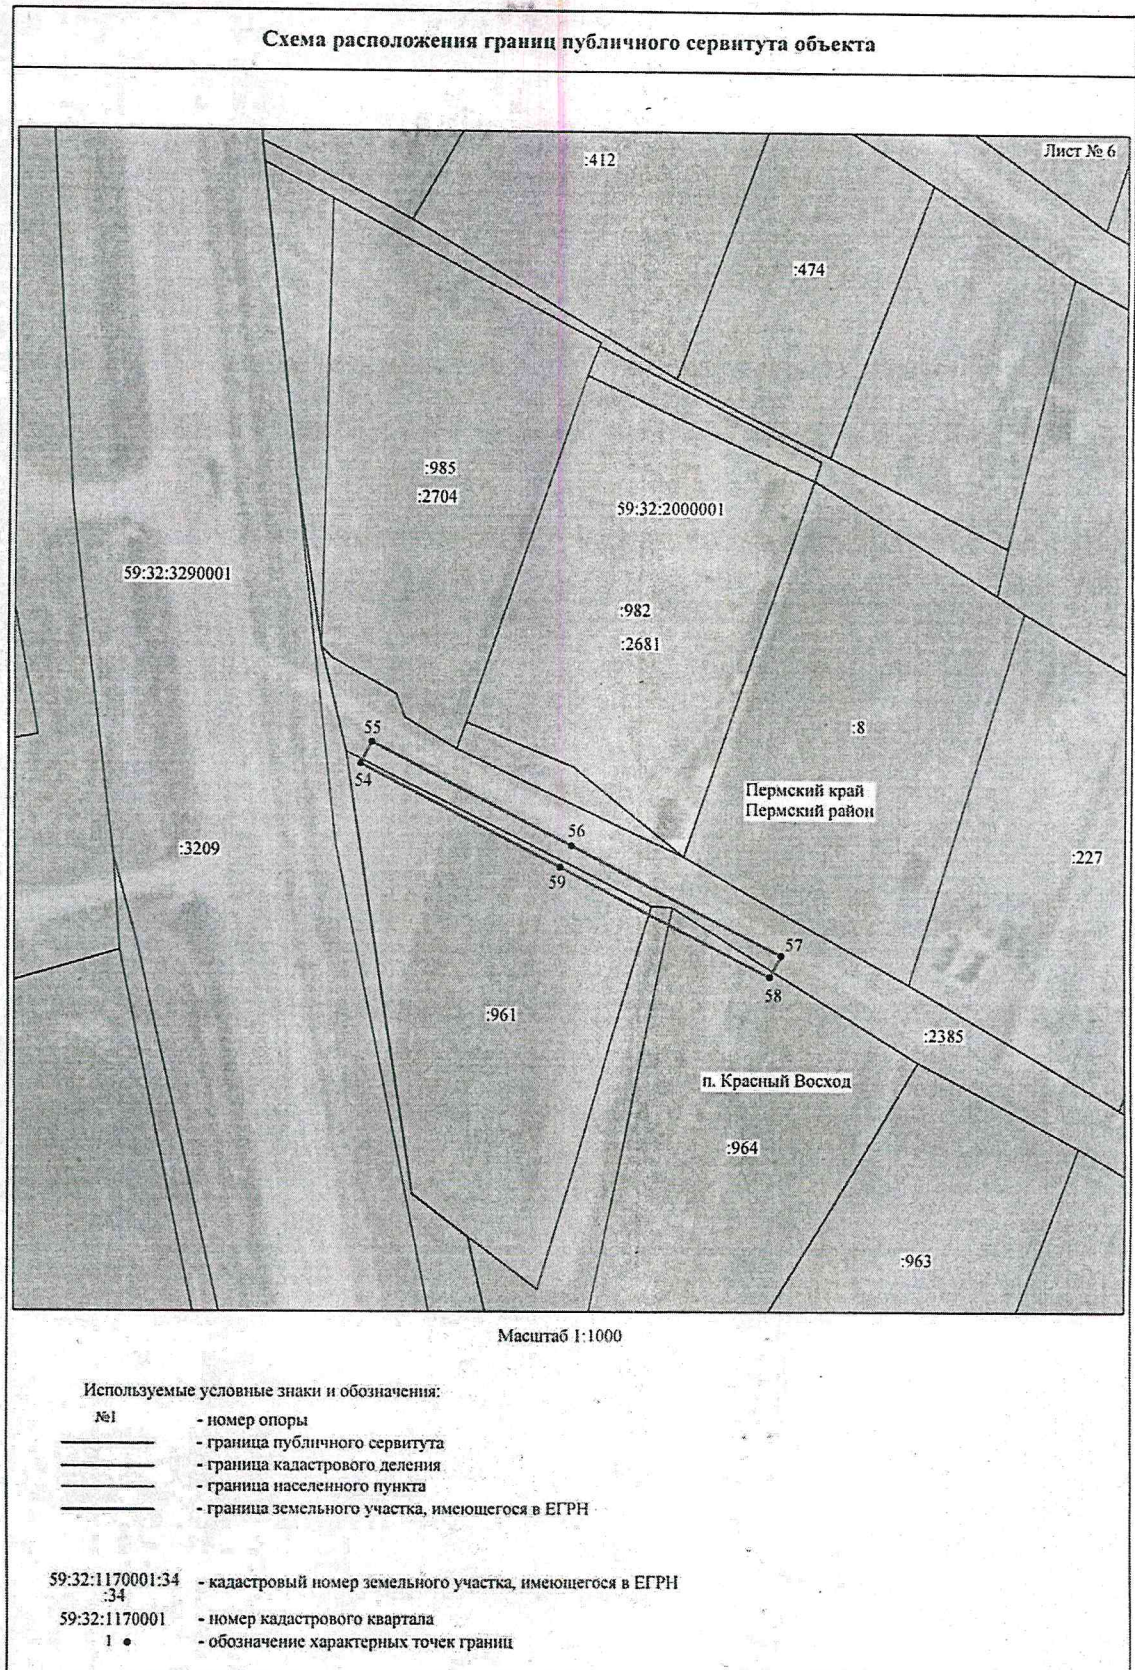 Схема расположения границ публичного сервитута объекта
Лист № 6
:412
:474
:985
:2704
59:32:2000001
59:32:3290001
:982
:2681
55
:8
54
Пермский край
Пермский район
56
:3209
:227
59
57
58
:961
:2385
п. Красный Восход
:964
:963
Масштаб 1:1000
Используемые условные знаки и обозначения:
№1 - номер опоры
- граница публичного сервитута
- граница кадастрового деления
- граница населенного пункта
- граница земельного участка, имеющегося в ЕГРН
59:32:1170001:34 - кадастровый номер земельного участка, имеющегося в ЕГРН
:34
59:32:1170001 - номер кадастрового квартала
1 - обозначение характерных точек границ